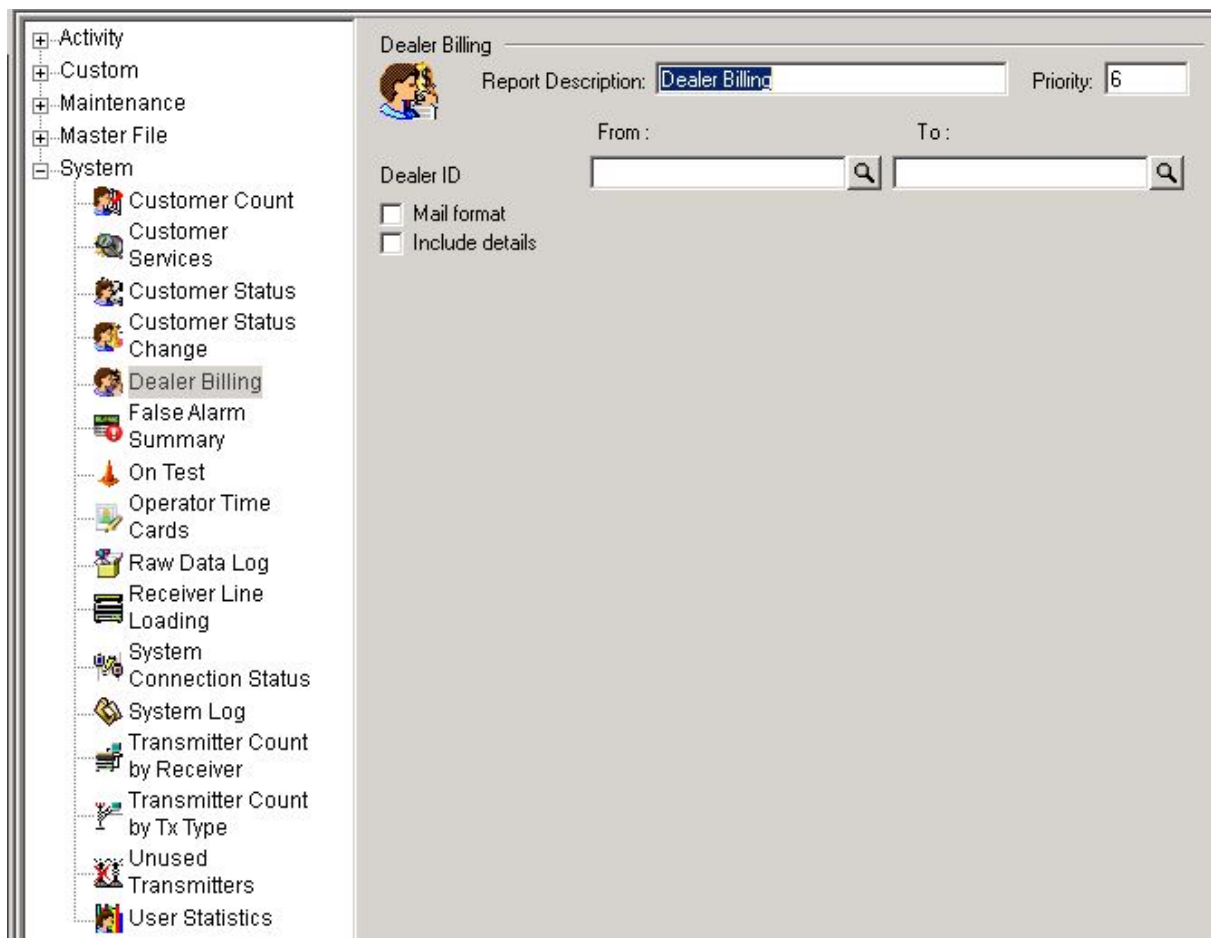 Activity
Custom
Maintenance
Master File
System
Customer Count
Customer
Services
Customer Status
Customer Status
Change
Dealer Billing
False Alarm
Summary
On Test
Operator Time
Cards
Raw Data Log
Receiver Line
Loading
System
Connection Status
System Log
Transmitter Count
by Receiver
Transmitter Count
by Tx Type
Unused
Transmitters
User Statistics
Dealer Billing
Report Description: Dealer Billing Priority: 6
From : To :
Dealer ID
Mail format
Include details